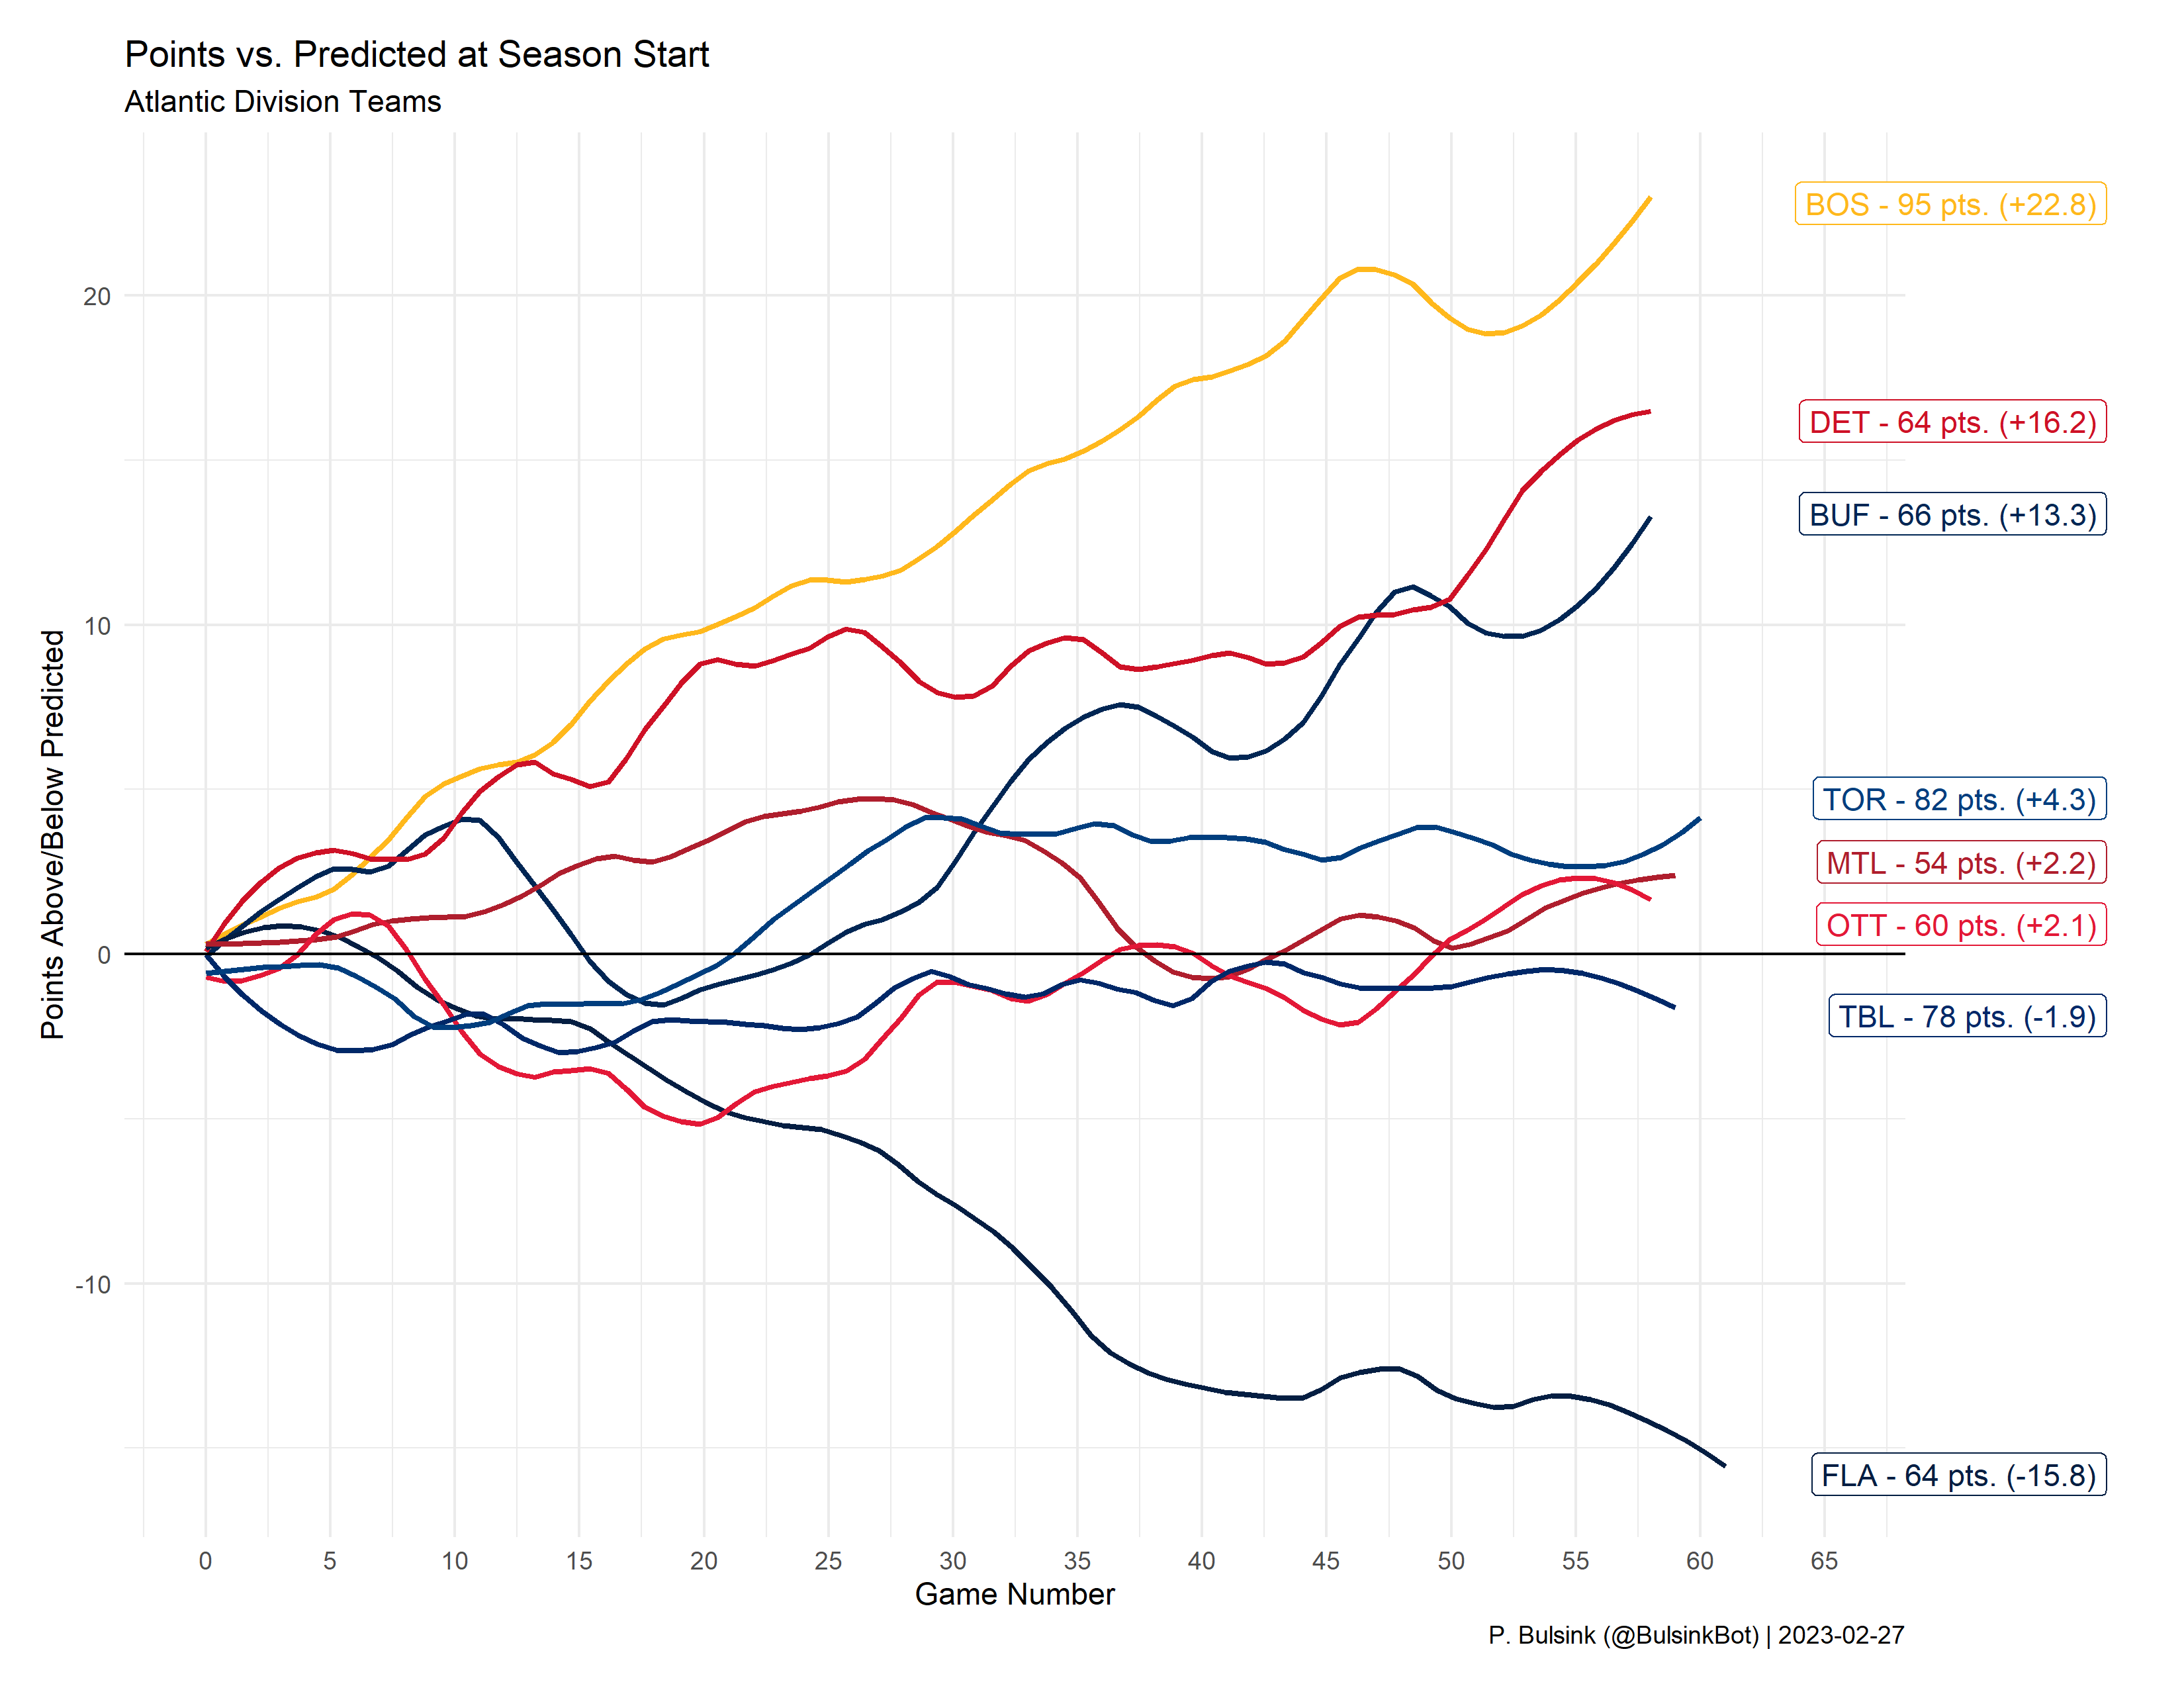 Points vs. Predicted at Season Start
Atlantic Division Teams
Points Above/Below Predicted
20
10
0
-10
BOS - 95 pts. (+22.8)
DET - 64 pts. (+16.2)
BUF - 66 pts. (+13.3)
TOR - 82 pts. (+4.3)
MTL - 54 pts. (+2.2)
OTT - 60 pts. (+2.1)
TBL - 78 pts. (-1.9)
FLA - 64 pts. (-15.8)
0 5 10 15 20 25 30 35 40 45 50 55 60 65
Game Number
P. Bulsink (@BulsinkBot) | 2023-02-27